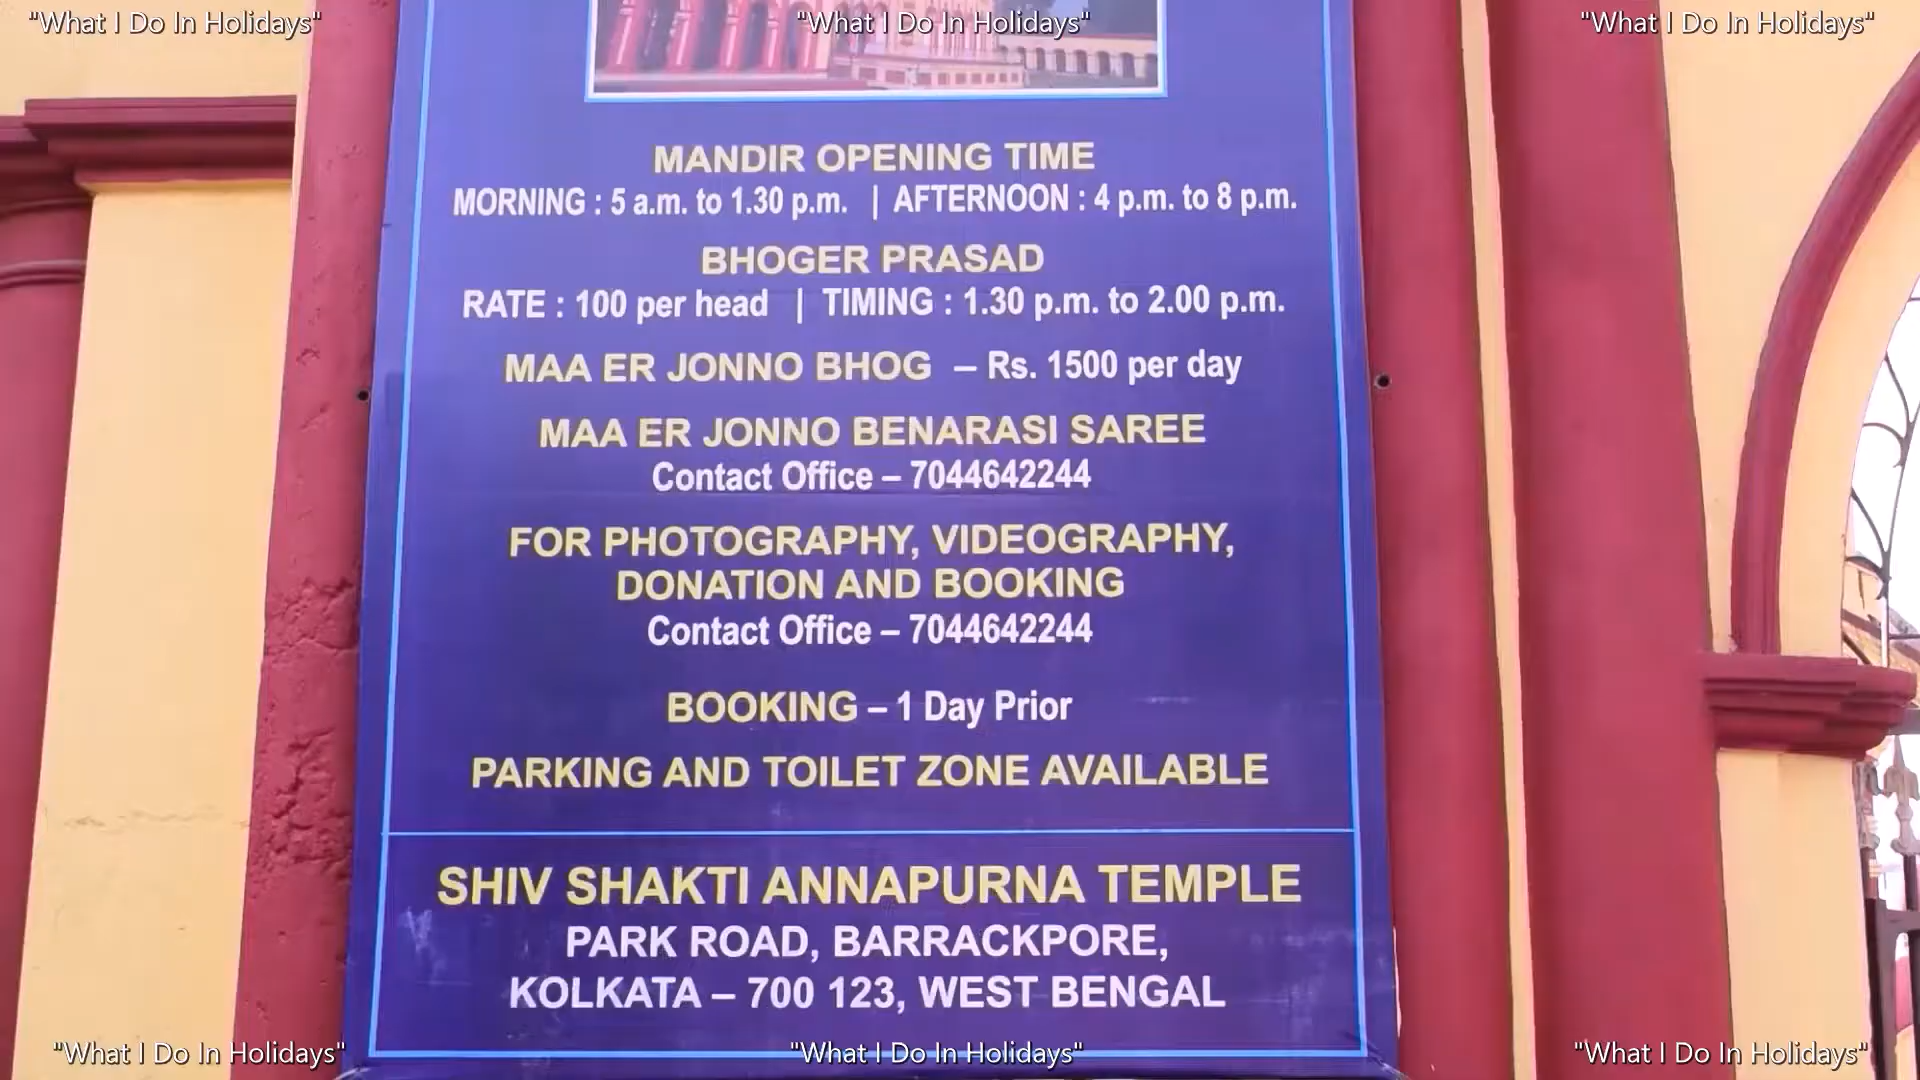 "What I Do In Holidays" "What I Do In Holidays" "What I Do In Holidays"
MANDIR OPENING TIME
MORNING : 5 a.m. to 1.30 p.m. | AFTERNOON : 4 p.m. to 8 p.m.
BHOGER PRASAD
RATE : 100 per head | TIMING : 1.30 p.m. to 2.00 p.m.
MAA ER JONNO BHOG – Rs. 1500 per day
MAA ER JONNO BENARASI SAREE
Contact Office – 7044642244
FOR PHOTOGRAPHY, VIDEOGRAPHY,
DONATION AND BOOKING
Contact Office – 7044642244
BOOKING – 1 Day Prior
PARKING AND TOILET ZONE AVAILABLE
SHIV SHAKTI ANNAPURNA TEMPLE
PARK ROAD, BARRACKPORE,
KOLKATA – 700 123, WEST BENGAL
"What I Do In Holidays" "What I Do In Holidays" "What I Do In Holidays"